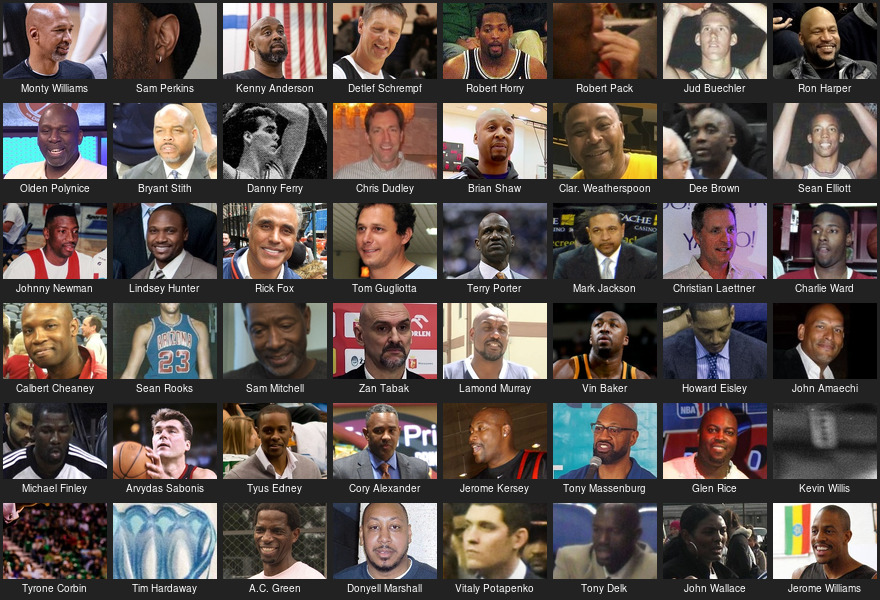 Monty Williams
Sam Perkins
Kenny Anderson
Detlef Schrempf
Robert Horry
Robert Pack
Jud Buechler
Ron Harper
Olden Polynice
Bryant Stith
Danny Ferry
Chris Dudley
Brian Shaw
Clar. Weatherspoon
Dee Brown
Sean Elliott
YAHOO!
Johnny Newman
Lindsey Hunter
Rick Fox
Tom Gugliotta
Terry Porter
Mark Jackson
Christian Laettner
Charlie Ward
ARIZONA
23
ORLEN
Calbert Cheaney
Sean Rooks
Sam Mitchell
Zan Tabak
Lamond Murray
Vin Baker
Howard Eisley
John Amaechi
NBA
Michael Finley
Arvydas Sabonis
Tyus Edney
Cory Alexander
Jerome Kersey
Tony Massenburg
Glen Rice
Kevin Willis
Tyrone Corbin
Tim Hardaway
A.C. Green
Donyell Marshall
Vitaly Potapenko
Tony Delk
John Wallace
Jerome Williams